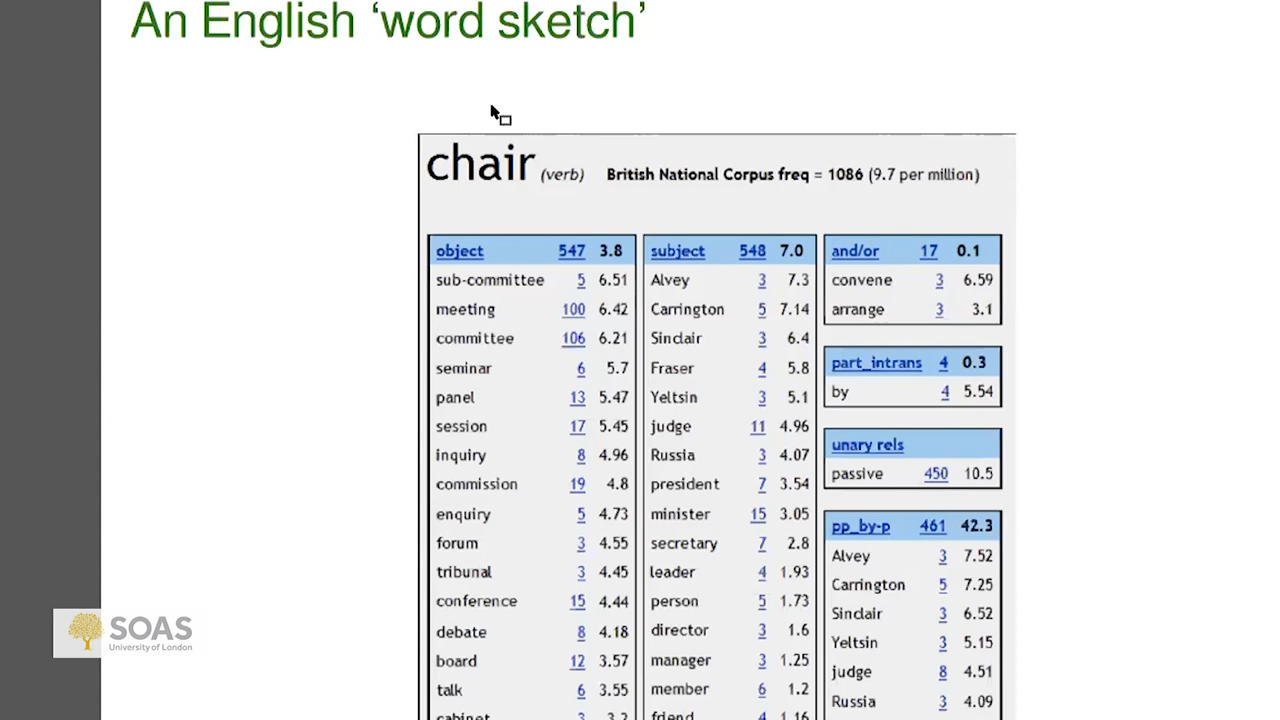 An English ‘word sketch’
chair (verb) British National Corpus freq = 1086 (9.7 per million)
object 547 3.8
sub-committee 5 6.51
meeting 100 6.42
committee 106 6.21
seminar 6 5.7
panel 13 5.47
session 17 5.45
inquiry 8 4.96
commission 19 4.8
enquiry 5 4.73
forum 3 4.55
tribunal 3 4.45
conference 15 4.44
debate 8 4.18
board 12 3.57
talk 6 3.55
cabinet 3 3.2
subject 548 7.0
Alvey 3 7.3
Carrington 5 7.14
Sinclair 3 6.4
Fraser 4 5.8
Yeltsin 3 5.1
judge 11 4.96
Russia 3 4.07
president 7 3.54
minister 15 3.05
secretary 7 2.8
leader 4 1.93
person 5 1.73
director 3 1.6
manager 3 1.25
member 6 1.2
friend 4 1.16
and/or 17 0.1
convene 3 6.59
arrange 3 3.1
part_intrans 4 0.3
by 4 5.54
unary rels
passive 450 10.5
pp_by-p 461 42.3
Alvey 3 7.52
Carrington 5 7.25
Sinclair 3 6.52
Yeltsin 3 5.15
judge 8 4.51
Russia 3 4.09
SOAS
University of London